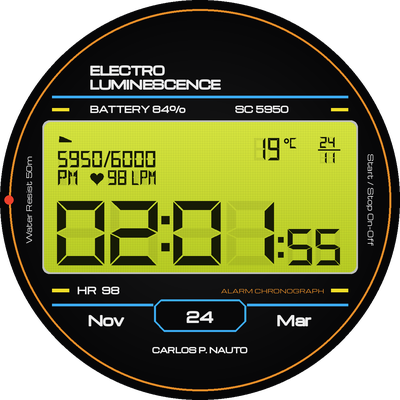 ELECTRO
LUMINESCENCE
BATTERY 84% SC 5950
5950/6000 19°C 24
11
PM 98 LPM
02:01:55
Water Resist 50m
Start / Stop On-Off
HR 98 ALARM CHRONOGRAPH
Nov 24 Mar
CARLOS P. NAUTO